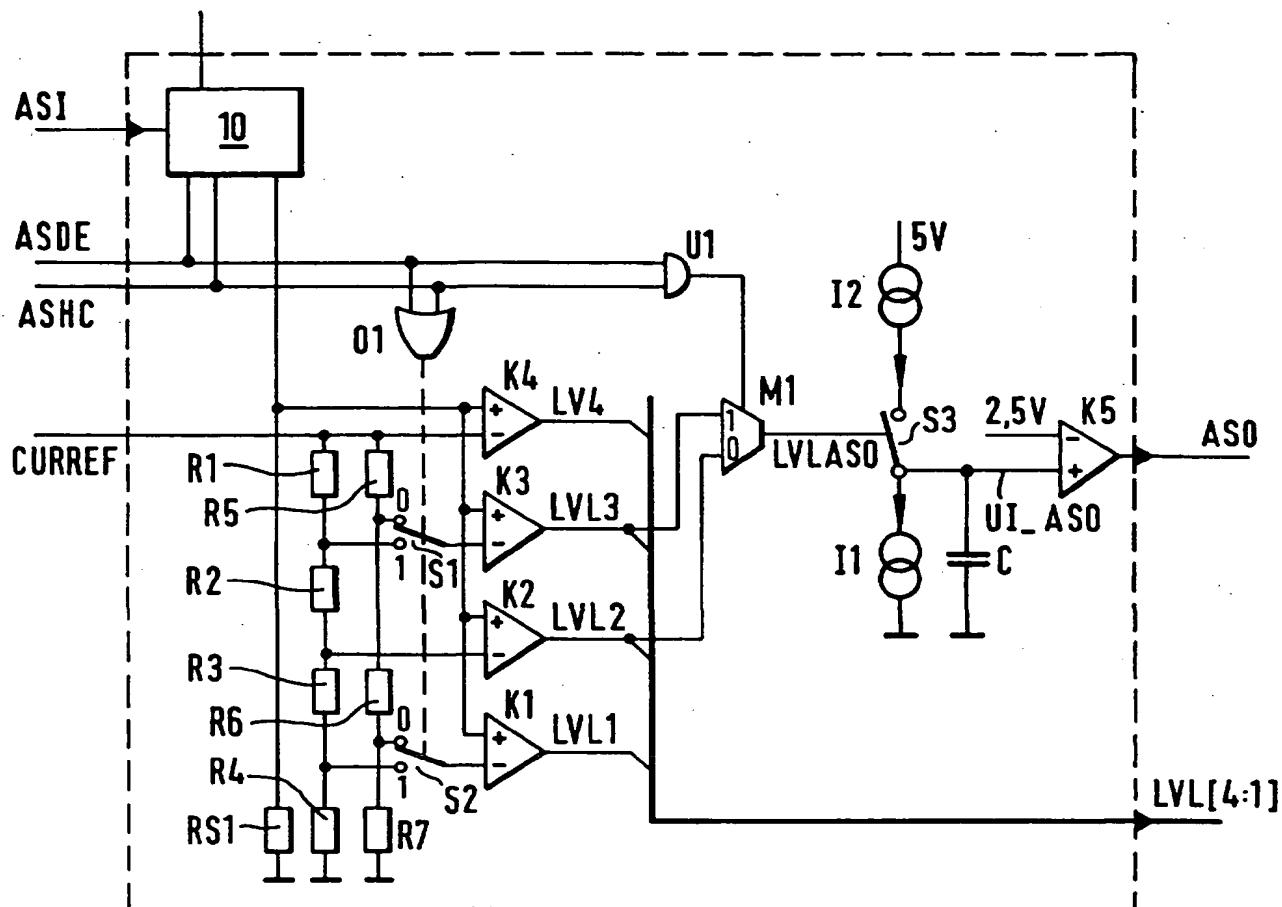 ASI
10
ASDE
ASHC
U1
5V
I2
O1
K4
LV4
M1
1
0
LVLASO
S3
2,5V
K5
ASO
CURREF
R1
R5
0
1
S1
K3
LVL3
UI_ASO
I1
C
R2
K2
LVL2
R3
R6
0
1
S2
K1
LVL1
R4
RS1
R7
LVL[4:1]
+
-
+
-
+
-
+
-
-
+